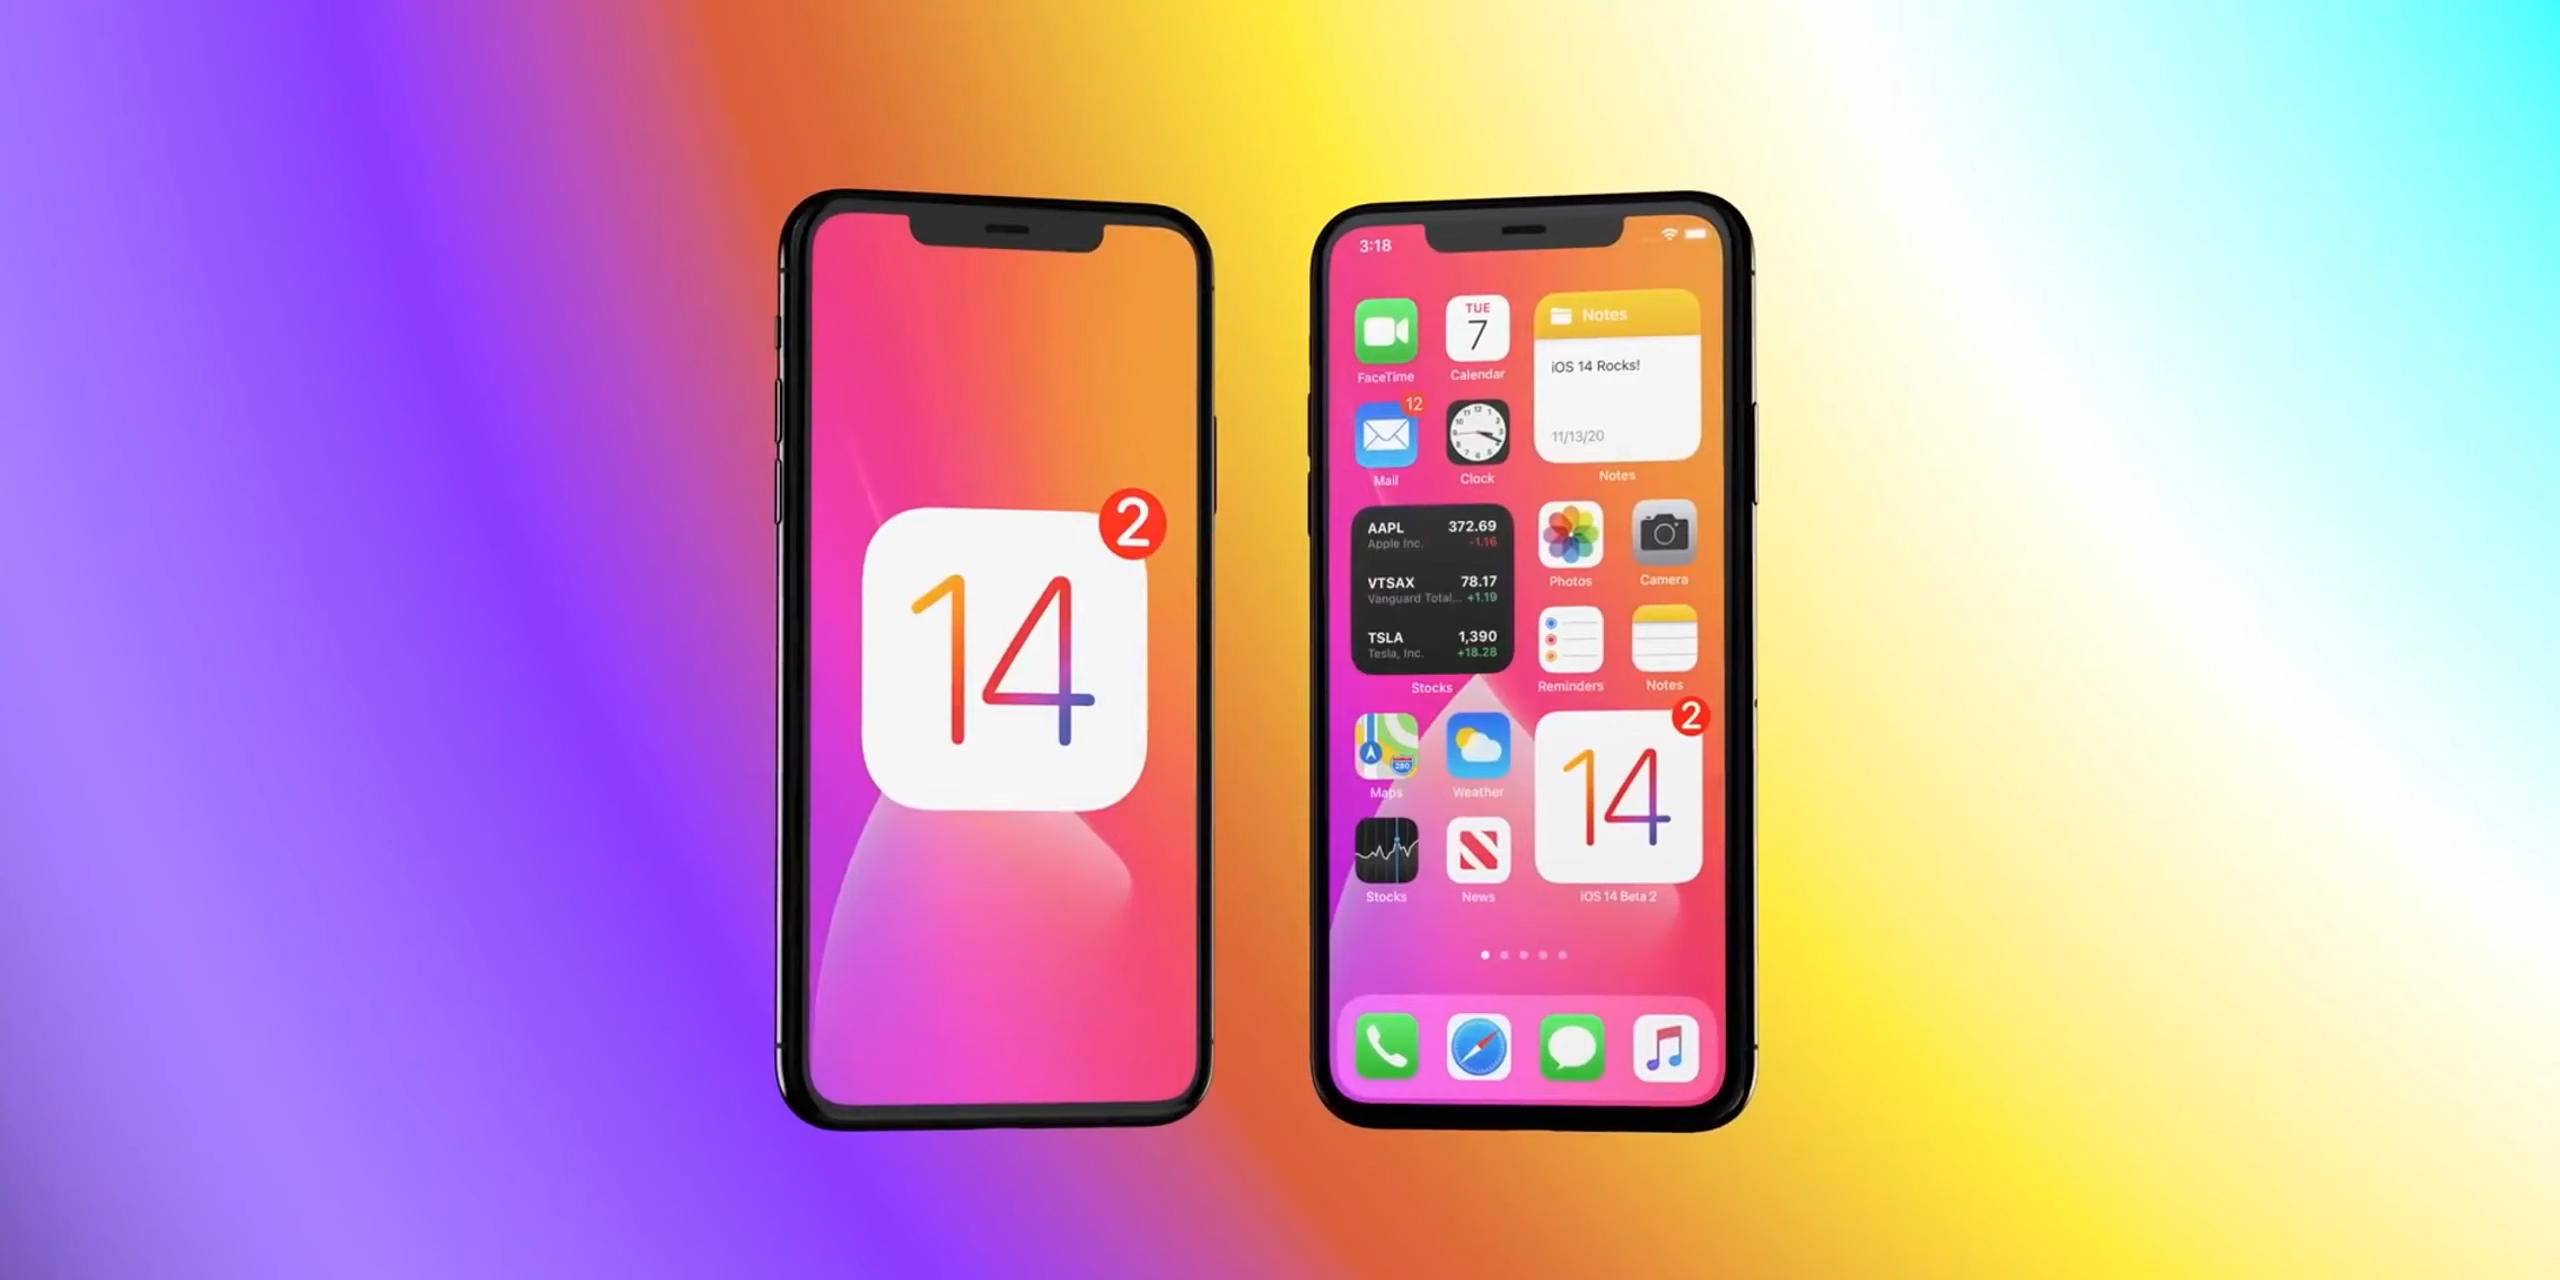 2
14
3:18
FaceTime
TUE
7
Calendar
Notes
iOS 14 Rocks!
11/13/20
Notes
12
Mail
Clock
AAPL 372.69
Apple Inc. -1.16
VTSAX 78.17
Vanguard Total... +1.19
TSLA 1,390
Tesla, Inc. +18.28
Stocks
Photos
Camera
Reminders
Notes
280
Maps
Weather
2
14
iOS 14 Beta 2
Stocks
News